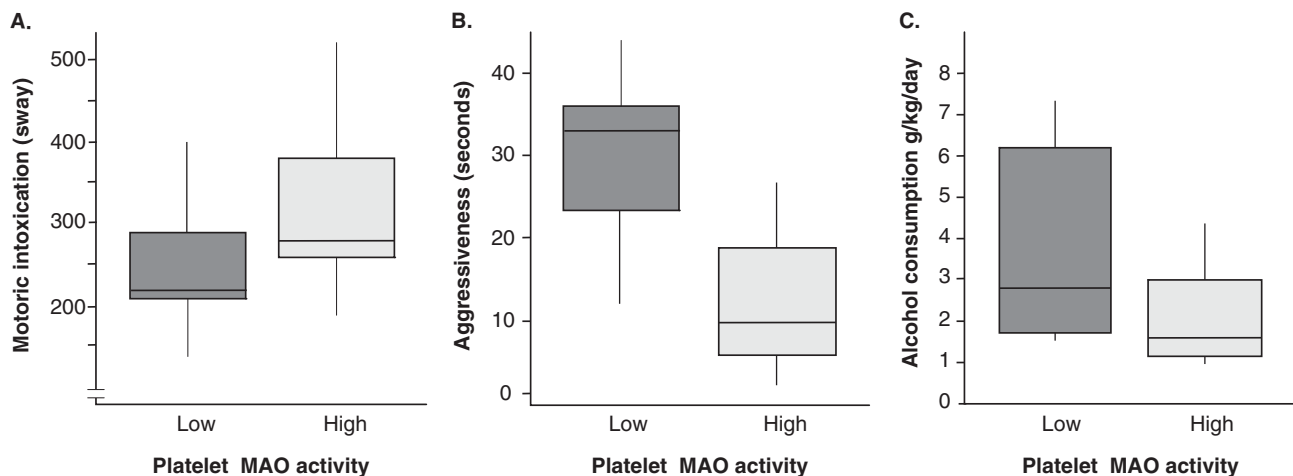 A.
Motoric intoxication (sway)
500
400
300
200
Low
High
Platelet MAO activity
B.
Aggressiveness (seconds)
40
30
20
10
0
Low
High
Platelet MAO activity
C.
Alcohol consumption g/kg/day
8
7
6
5
4
3
2
1
0
Low
High
Platelet MAO activity